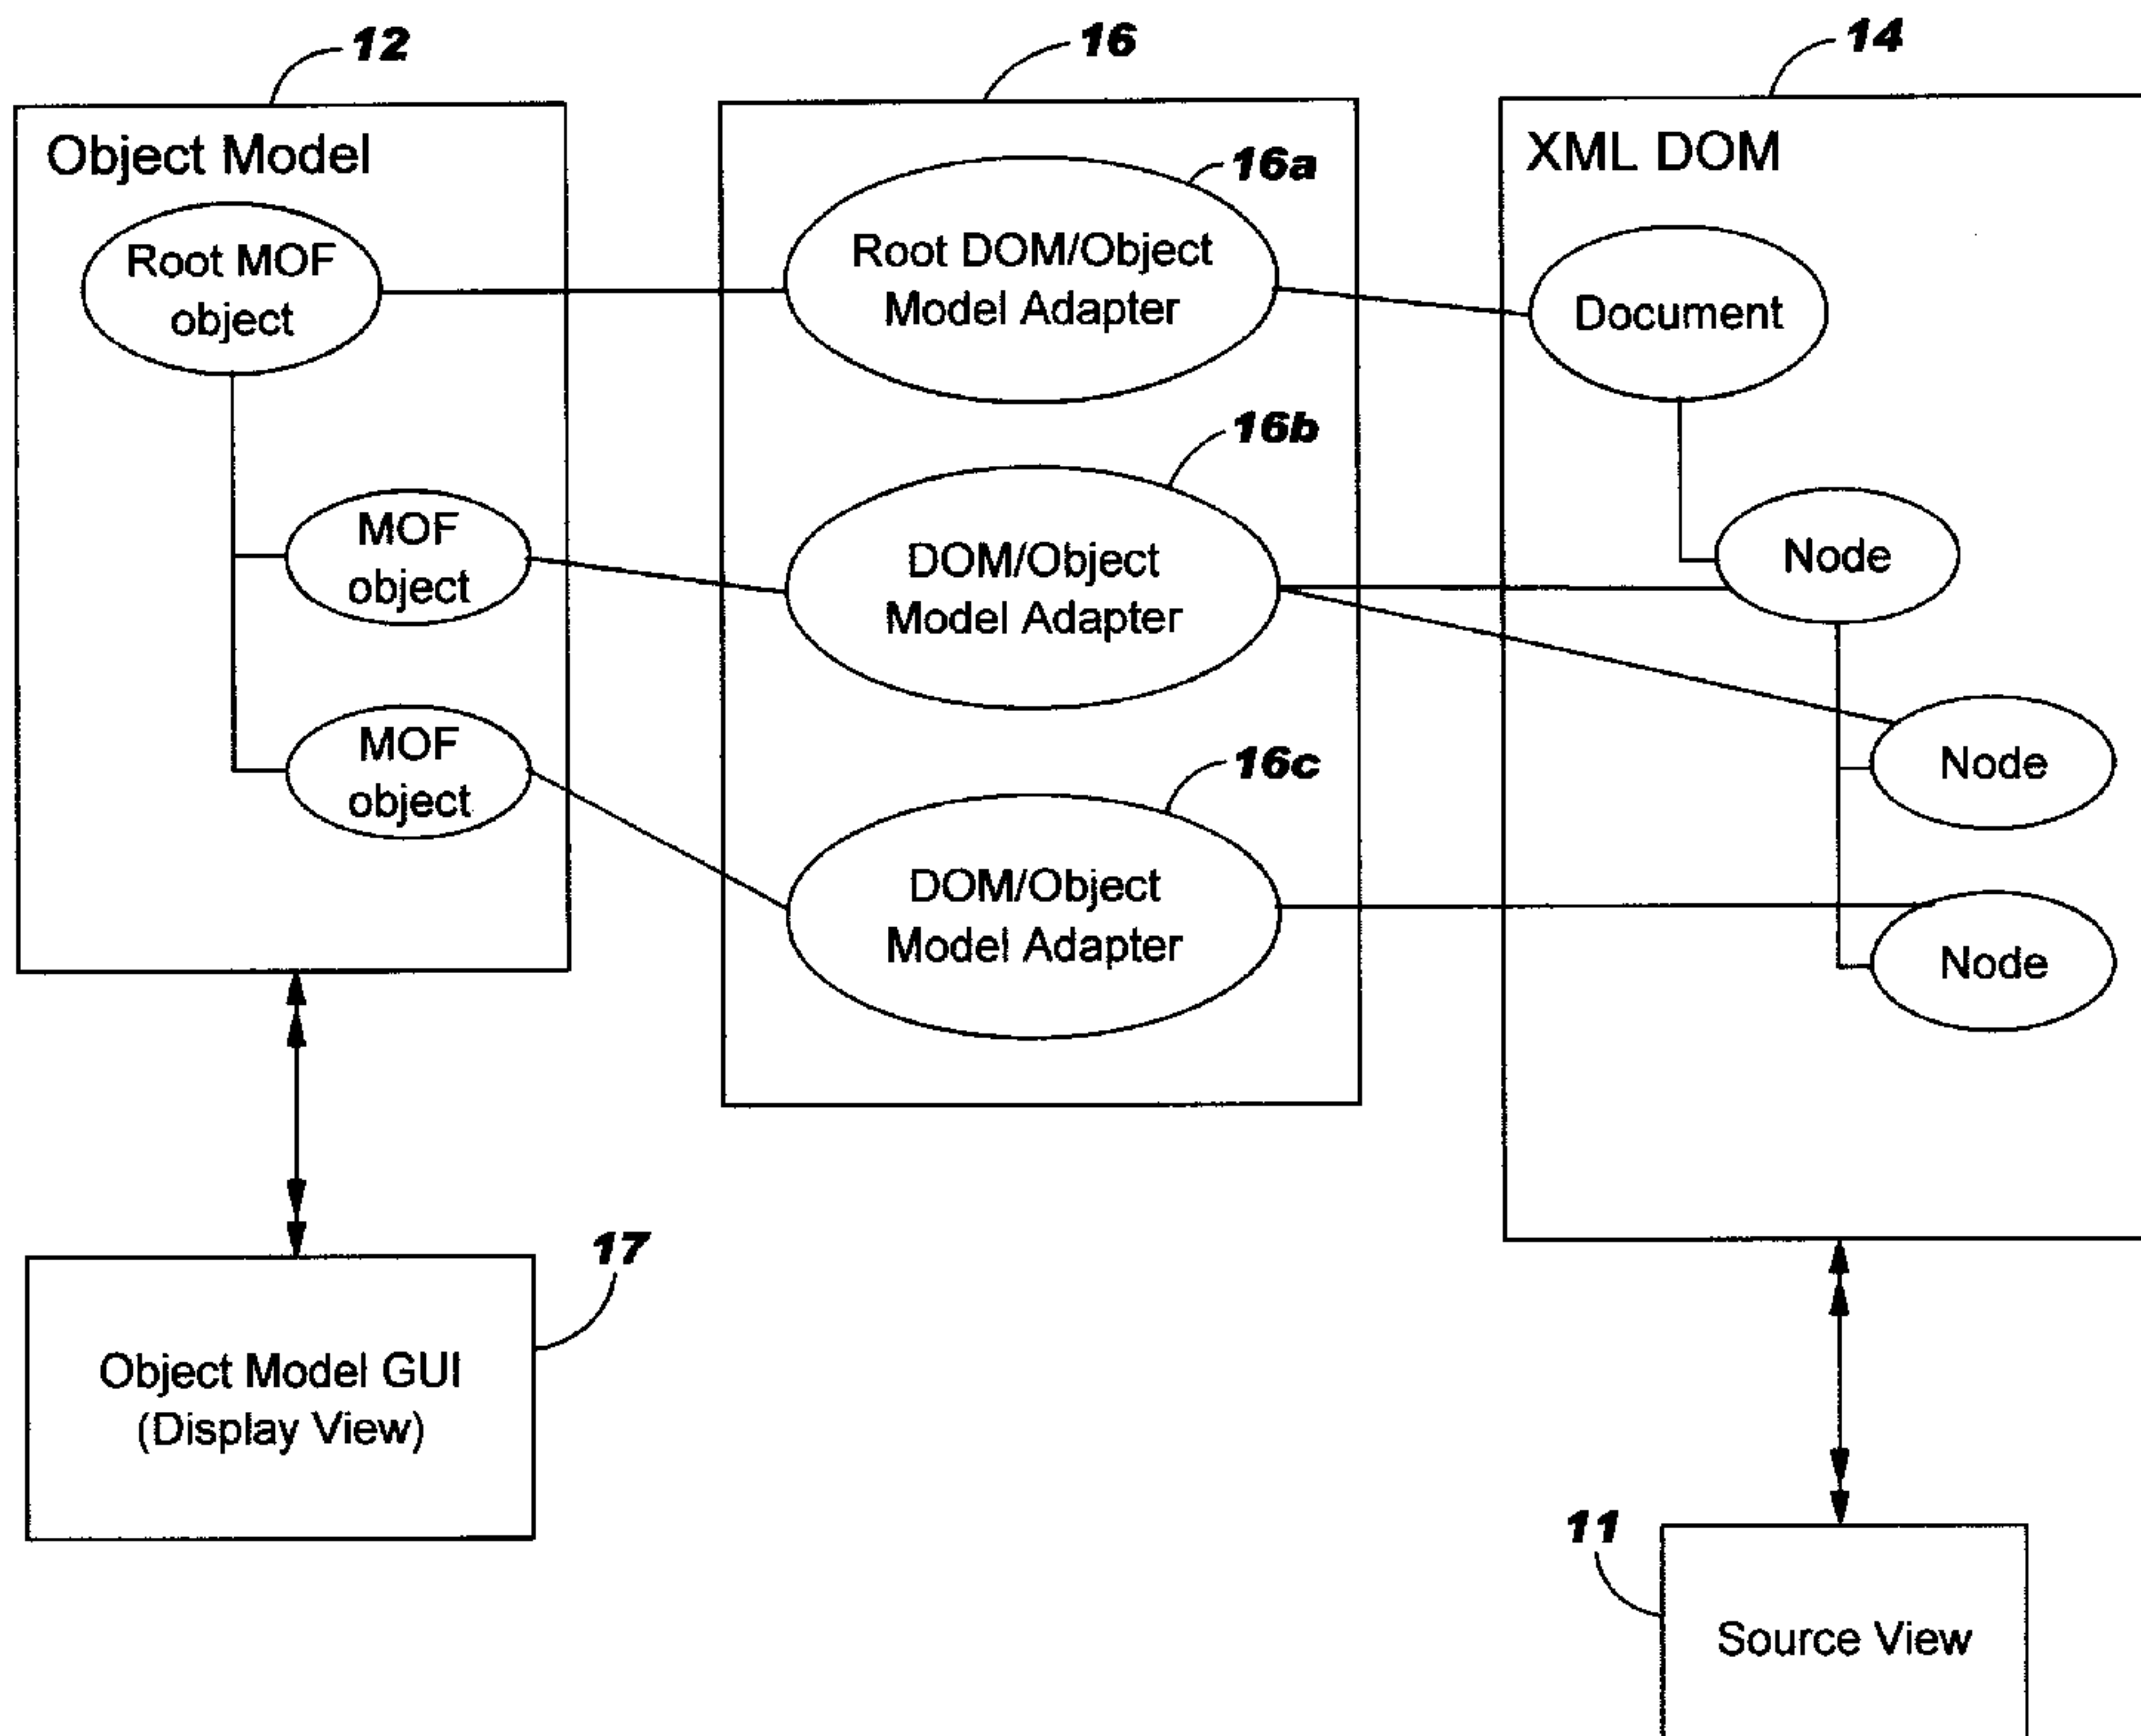 12
16
14
Object Model
XML DOM
16a
Root MOF
object
Root DOM/Object
Model Adapter
Document
16b
MOF
object
DOM/Object
Model Adapter
Node
MOF
object
16c
Node
DOM/Object
Model Adapter
Node
17
Object Model GUI
(Display View)
11
Source View